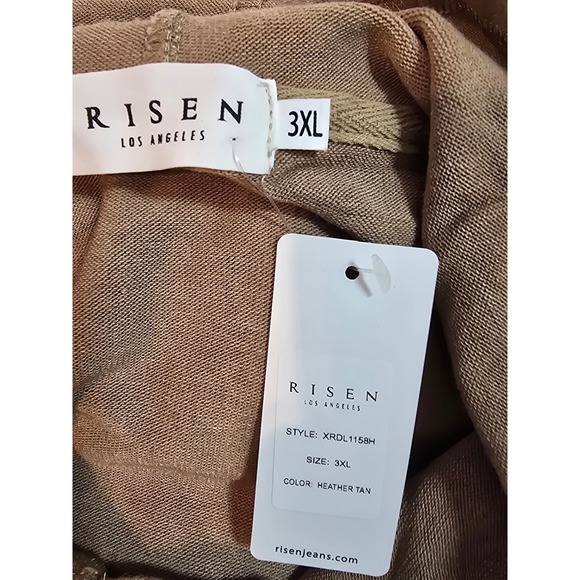 RISEN
LOS ANGELES
3XL
RISEN
LOS ANGELES
STYLE: XRDL1158H
SIZE: 3XL
COLOR: HEATHER TAN
risenjeans.com